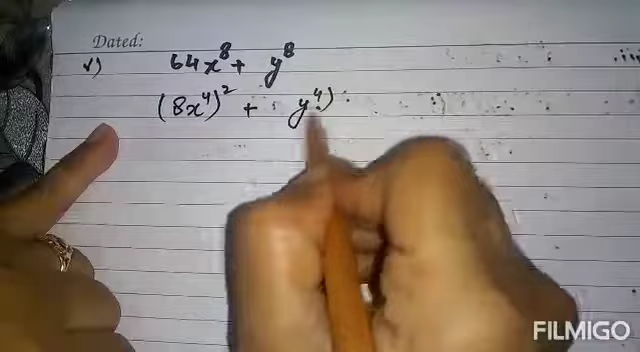 Dated:
v) 64x⁸ + y⁸
(8x⁴)² + y⁴)
FILMIGO